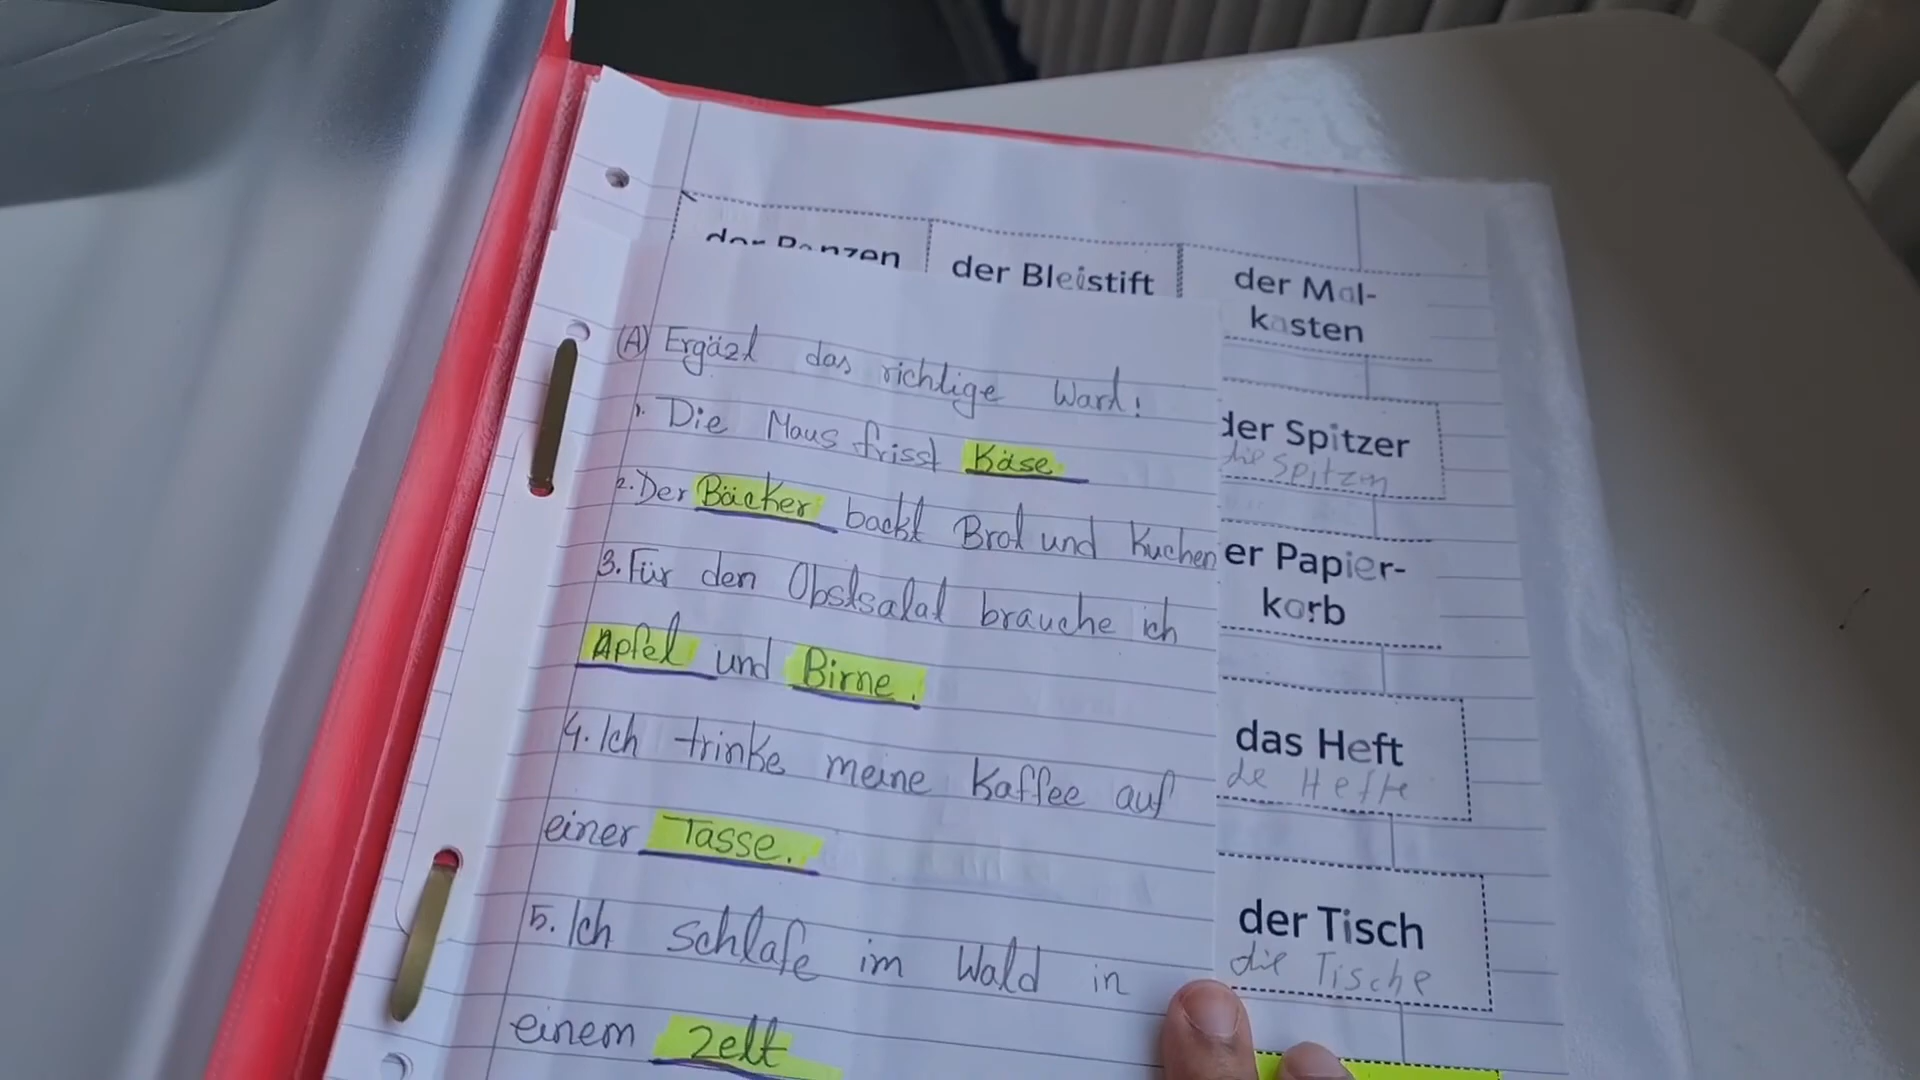 der Ranzen
der Bleistift
der Mal-
kasten
(A) Ergäzt das richtige Wort!
1. Die Maus frisst Käse
2. Der Bäcker backt Brot und Kuchen
3. Für den Obstsalat brauche ich
Apfel und Birne.
4. Ich trinke meine Kaffee auf
einer Tasse.
5. Ich schlafe im Wald in
einem Zelt
der Spitzer
die Spitzer
er Papier-
korb
das Heft
de Hefte
der Tisch
die Tische